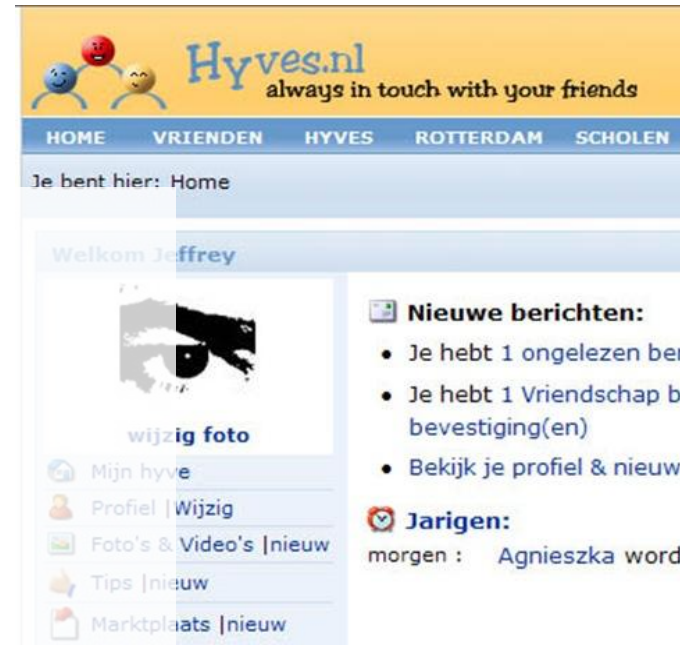 Hyves.nl
always in touch with your friends
HOME VRIENDEN HYVES ROTTERDAM SCHOLEN
Je bent hier: Home
Welkom Jeffrey
wijzig foto
Mijn hyve
Profiel |Wijzig
Foto's & Video's |nieuw
Tips |nieuw
Marktplaats |nieuw
Nieuwe berichten:
• Je hebt 1 ongelezen
• Je hebt 1 Vriendschap
bevestiging(en)
• Bekijk je profiel & nieuw
Jarigen:
morgen : Agnieszka